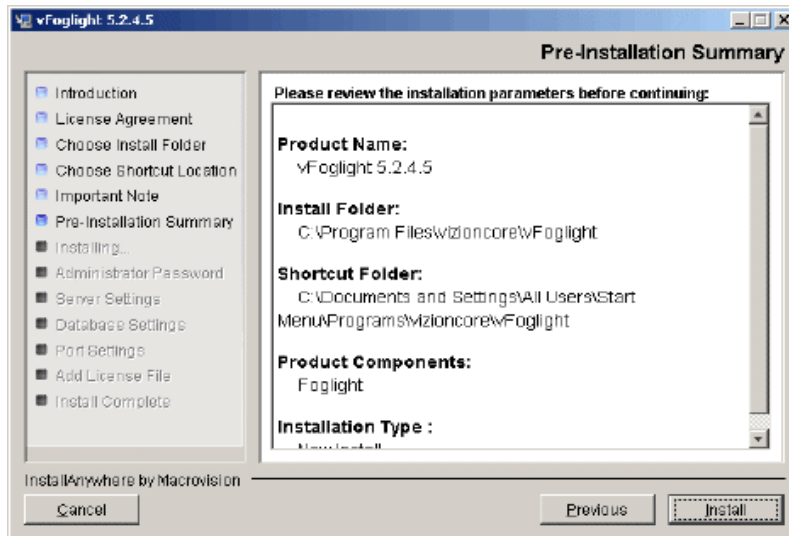 vFoglight 5.2.4.5
Pre-Installation Summary
Introduction
License Agreement
Choose Install Folder
Choose Shortcut Location
Important Note
Pre-Installation Summary
Installing...
Administrator Password
Server Settings
Database Settings
Port Settings
Add License File
Install Complete
Please review the installation parameters before continuing:
Product Name:
vFoglight 5.2.4.5
Install Folder:
C:\Program Files\vizioncore\vFoglight
Shortcut Folder:
C:\Documents and Settings\All Users\Start
Menu\Programs\vizioncore\vFoglight
Product Components:
Foglight
Installation Type :
New Install
InstallAnywhere by Macrovision
Cancel
Previous
Install